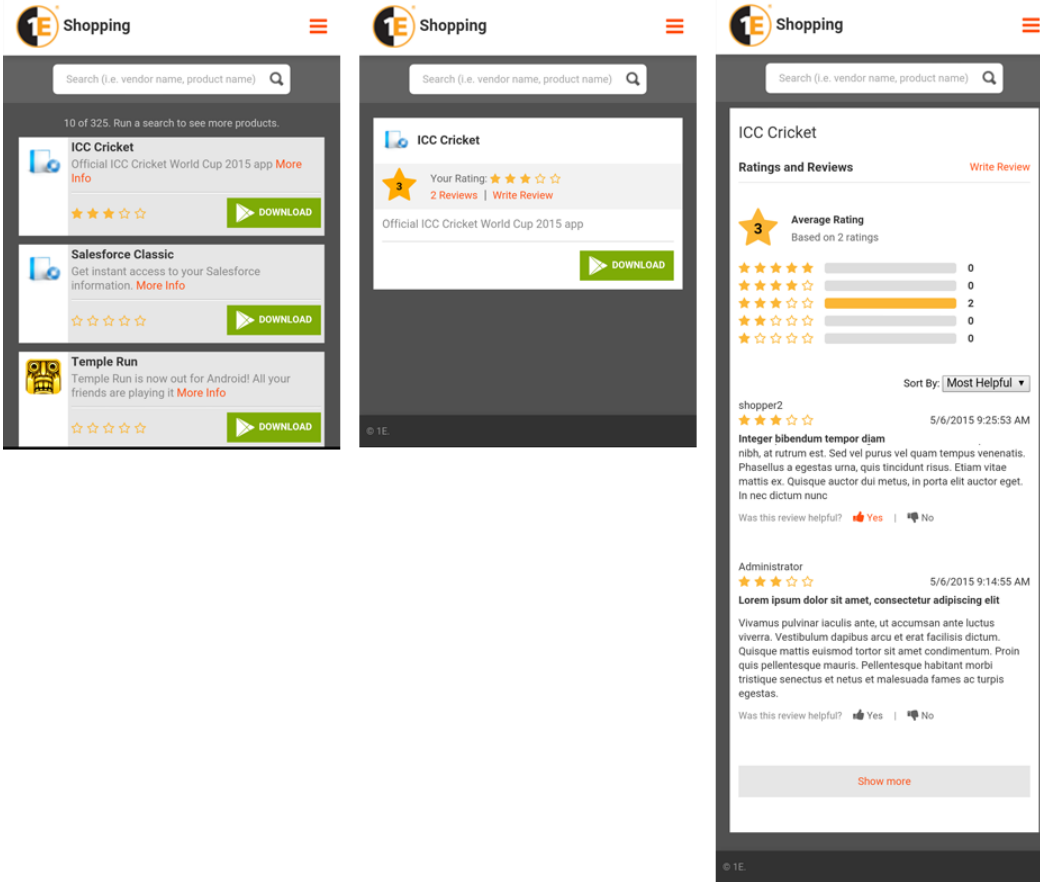 1E Shopping
Search (i.e. vendor name, product name)
10 of 325. Run a search to see more products.
ICC Cricket
Official ICC Cricket World Cup 2015 app More
Info
DOWNLOAD
Salesforce Classic
Get instant access to your Salesforce
information. More Info
DOWNLOAD
Temple Run
Temple Run is now out for Android! All your
friends are playing it More Info
DOWNLOAD
1E Shopping
Search (i.e. vendor name, product name)
ICC Cricket
3
Your Rating:
2 Reviews | Write Review
Official ICC Cricket World Cup 2015 app
DOWNLOAD
© 1E.
1E Shopping
Search (i.e. vendor name, product name)
ICC Cricket
Ratings and Reviews Write Review
3
Average Rating
Based on 2 ratings
0
0
2
0
0
Sort By: Most Helpful
shopper2
5/6/2015 9:25:53 AM
Integer bibendum tempor diam
nibh, at rutrum est. Sed vel purus vel quam tempus venenatis.
Phasellus a egestas urna, quis tincidunt risus. Etiam vitae
mattis ex. Quisque auctor dui metus, in porta elit auctor eget.
In nec dictum nunc
Was this review helpful? Yes | No
Administrator
5/6/2015 9:14:55 AM
Lorem ipsum dolor sit amet, consectetur adipiscing elit
Vivamus pulvinar iaculis ante, ut accumsan ante luctus
viverra. Vestibulum dapibus arcu et erat facilisis dictum.
Quisque mattis euismod tortor sit amet condimentum. Proin
quis pellentesque mauris. Pellentesque habitant morbi
tristique senectus et netus et malesuada fames ac turpis
egestas.
Was this review helpful? Yes | No
Show more
© 1E.